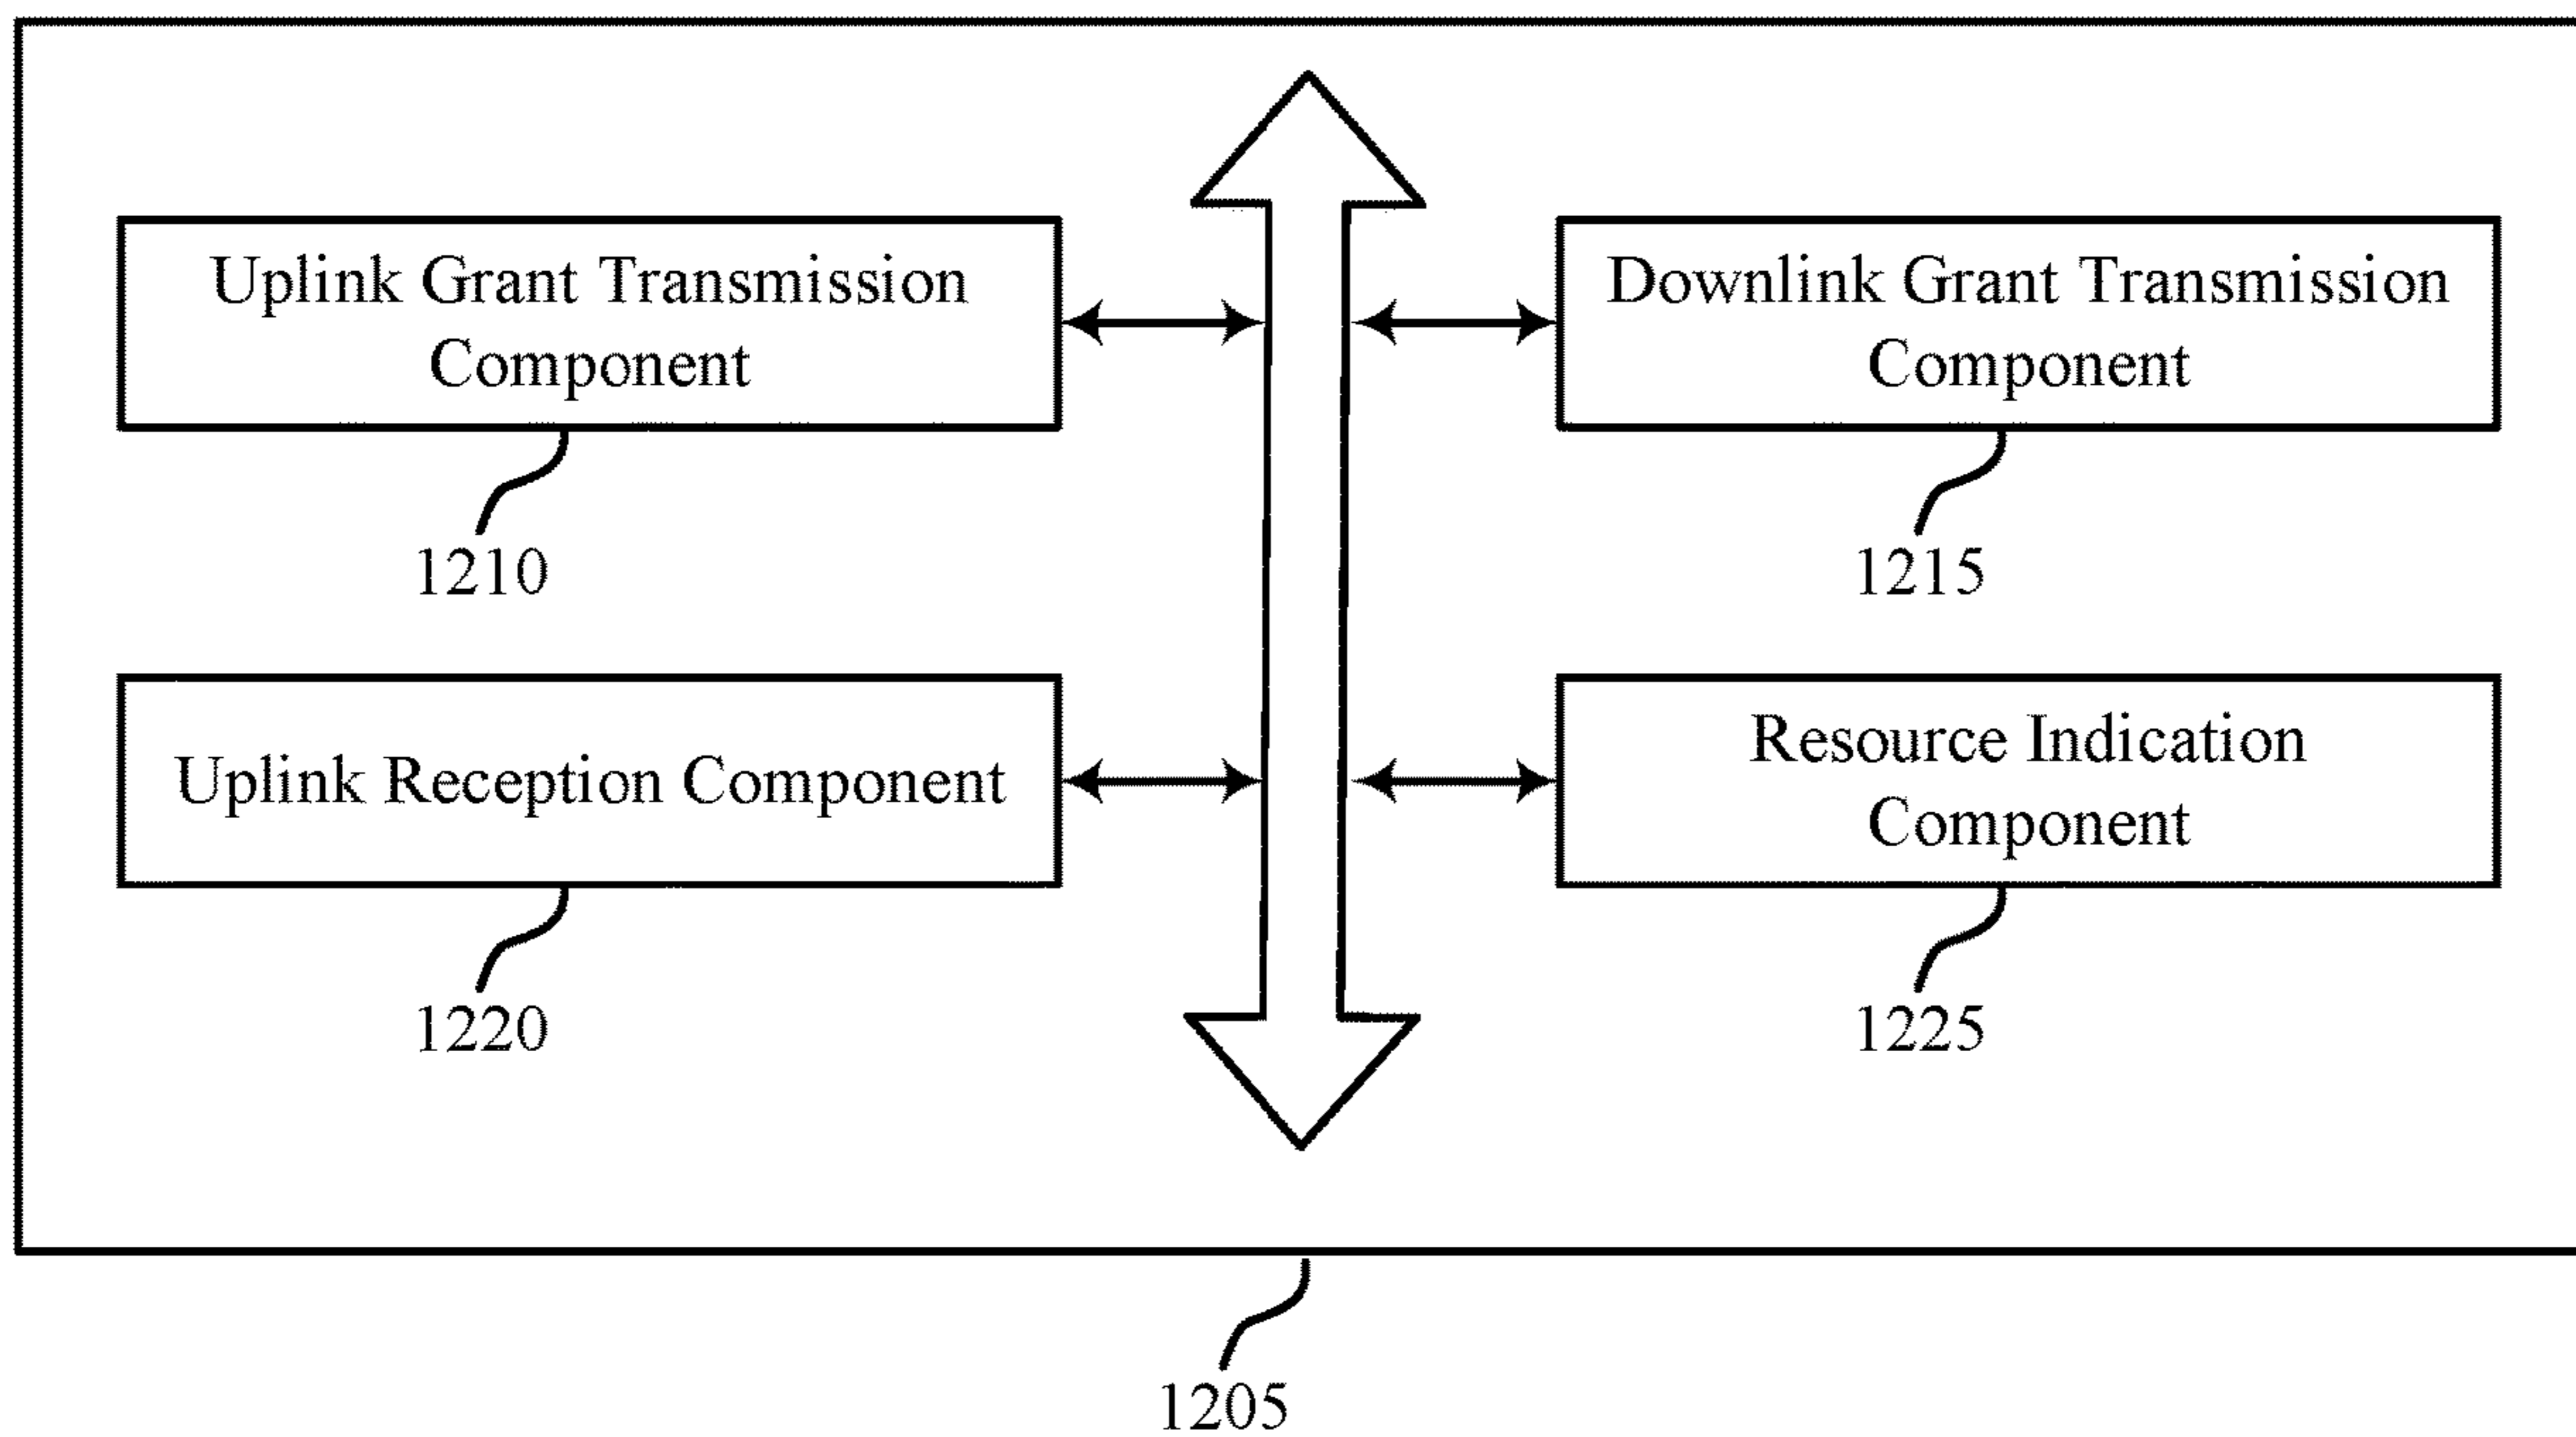 Uplink Grant Transmission
Component
1210
Downlink Grant Transmission
Component
1215
Uplink Reception Component
1220
Resource Indication
Component
1225
1205